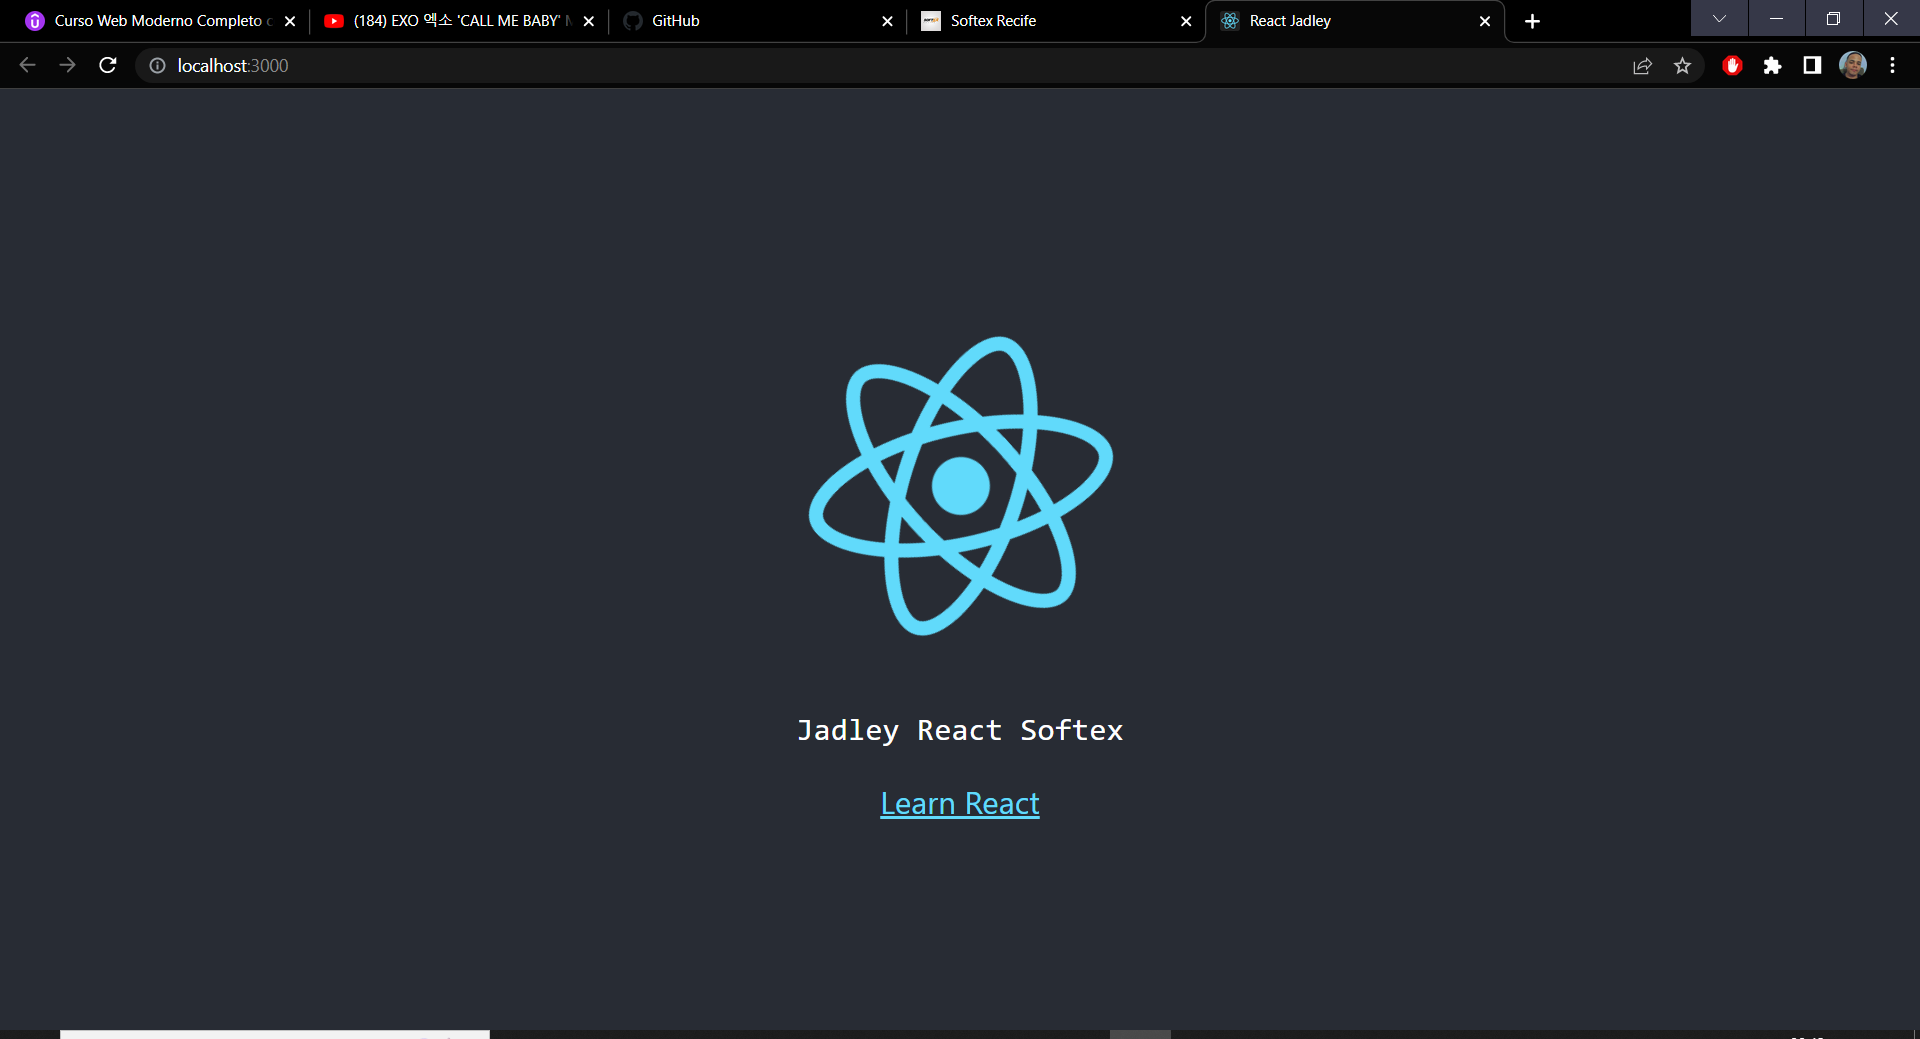 Curso Web Moderno Completo c
(184) EXO 엑소 'CALL ME BABY' M
GitHub
Softex Recife
React Jadley
localhost:3000
Jadley React Softex
Learn React